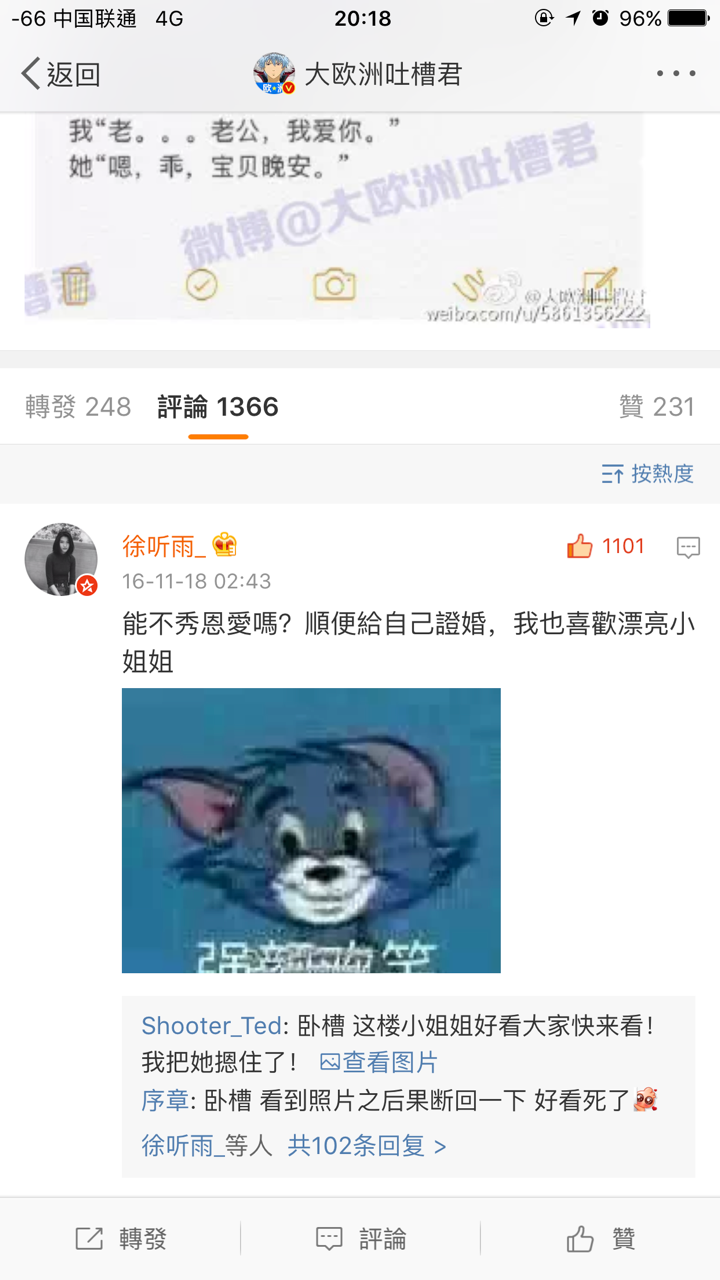 -66 中国联通 4G 20:18 96%
返回 大欧洲吐槽君
我“老。。。老公，我爱你。”
她“嗯，乖，宝贝晚安。”
微博@大欧洲吐槽君
weibo.com/u/5861356222
轉發 248 評論 1366 贊 231
按熱度
徐听雨_ 1101
16-11-18 02:43
能不秀恩愛嗎？順便給自己證婚，我也喜歡漂亮小
姐姐
Shooter_Ted: 卧槽 这楼小姐姐好看大家快来看！
我把她摁住了！ 查看图片
序章: 卧槽 看到照片之后果断回一下 好看死了
徐听雨_等人 共102条回复 >
轉發 評論 贊